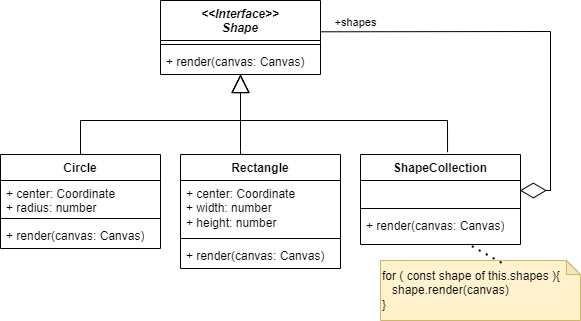 <<Interface>>
Shape
+ render(canvas: Canvas)
+shapes
Circle
+ center: Coordinate
+ radius: number
+ render(canvas: Canvas)
Rectangle
+ center: Coordinate
+ width: number
+ height: number
+ render(canvas: Canvas)
ShapeCollection
+ render(canvas: Canvas)
for ( const shape of this.shapes ){
shape.render(canvas)
}